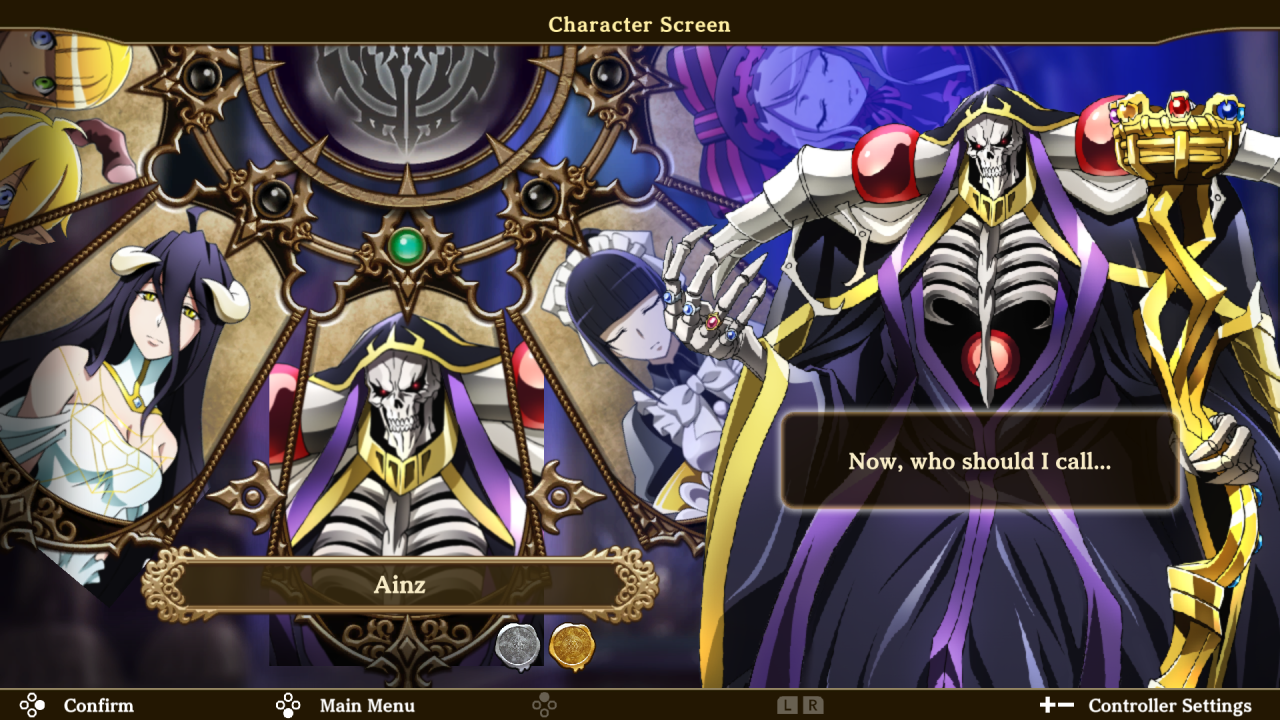 Character Screen
Now, who should I call...
Ainz
Confirm
Main Menu
L R
Controller Settings